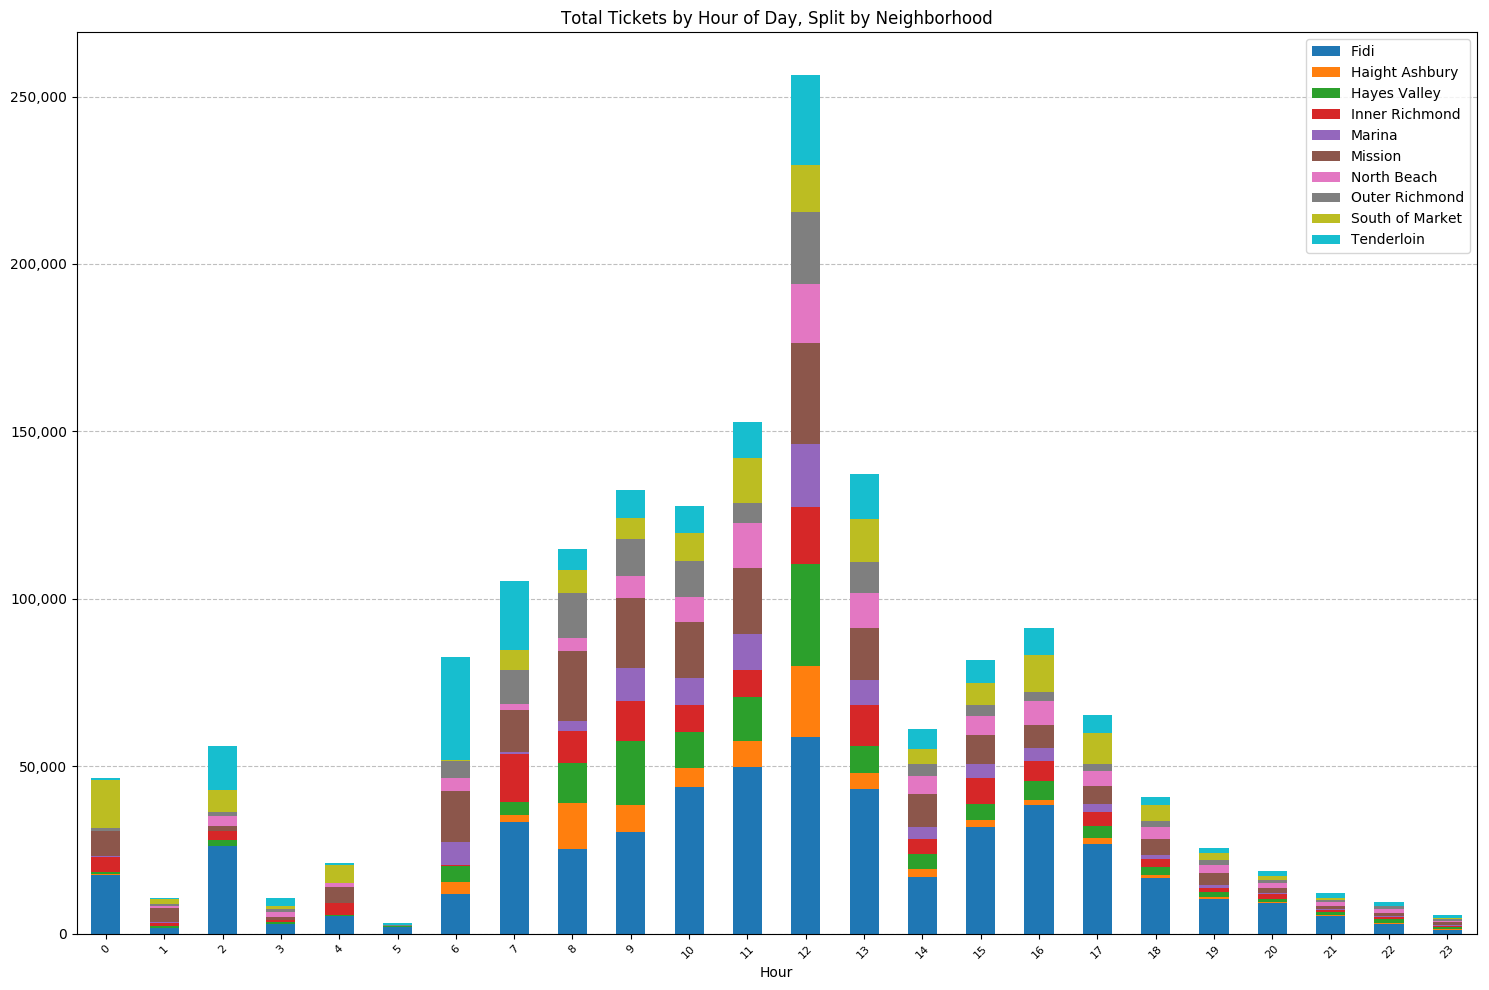 Total Tickets by Hour of Day, Split by Neighborhood
Fidi
Haight Ashbury
Hayes Valley
Inner Richmond
Marina
Mission
North Beach
Outer Richmond
South of Market
Tenderloin
250,000
200,000
150,000
100,000
50,000
0
0 1 2 3 4 5 6 7 8 9 10 11 12 13 14 15 16 17 18 19 20 21 22 23
Hour